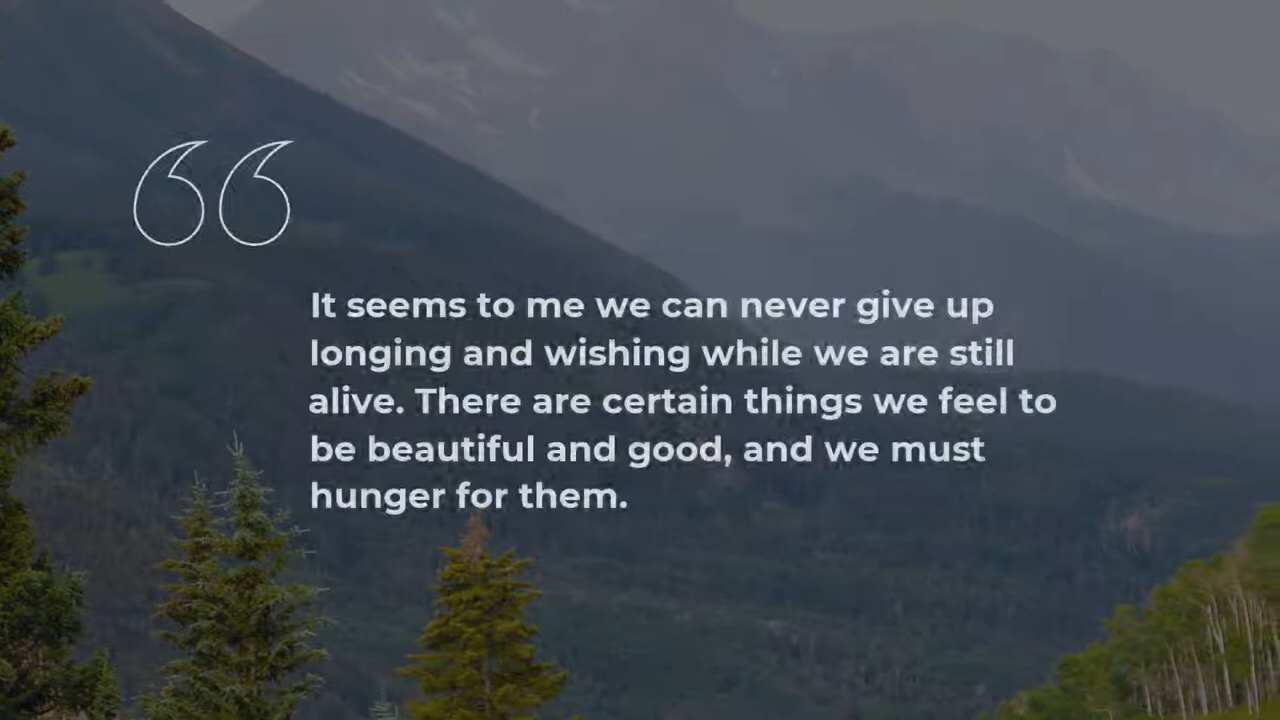 “
It seems to me we can never give up
longing and wishing while we are still
alive. There are certain things we feel to
be beautiful and good, and we must
hunger for them.